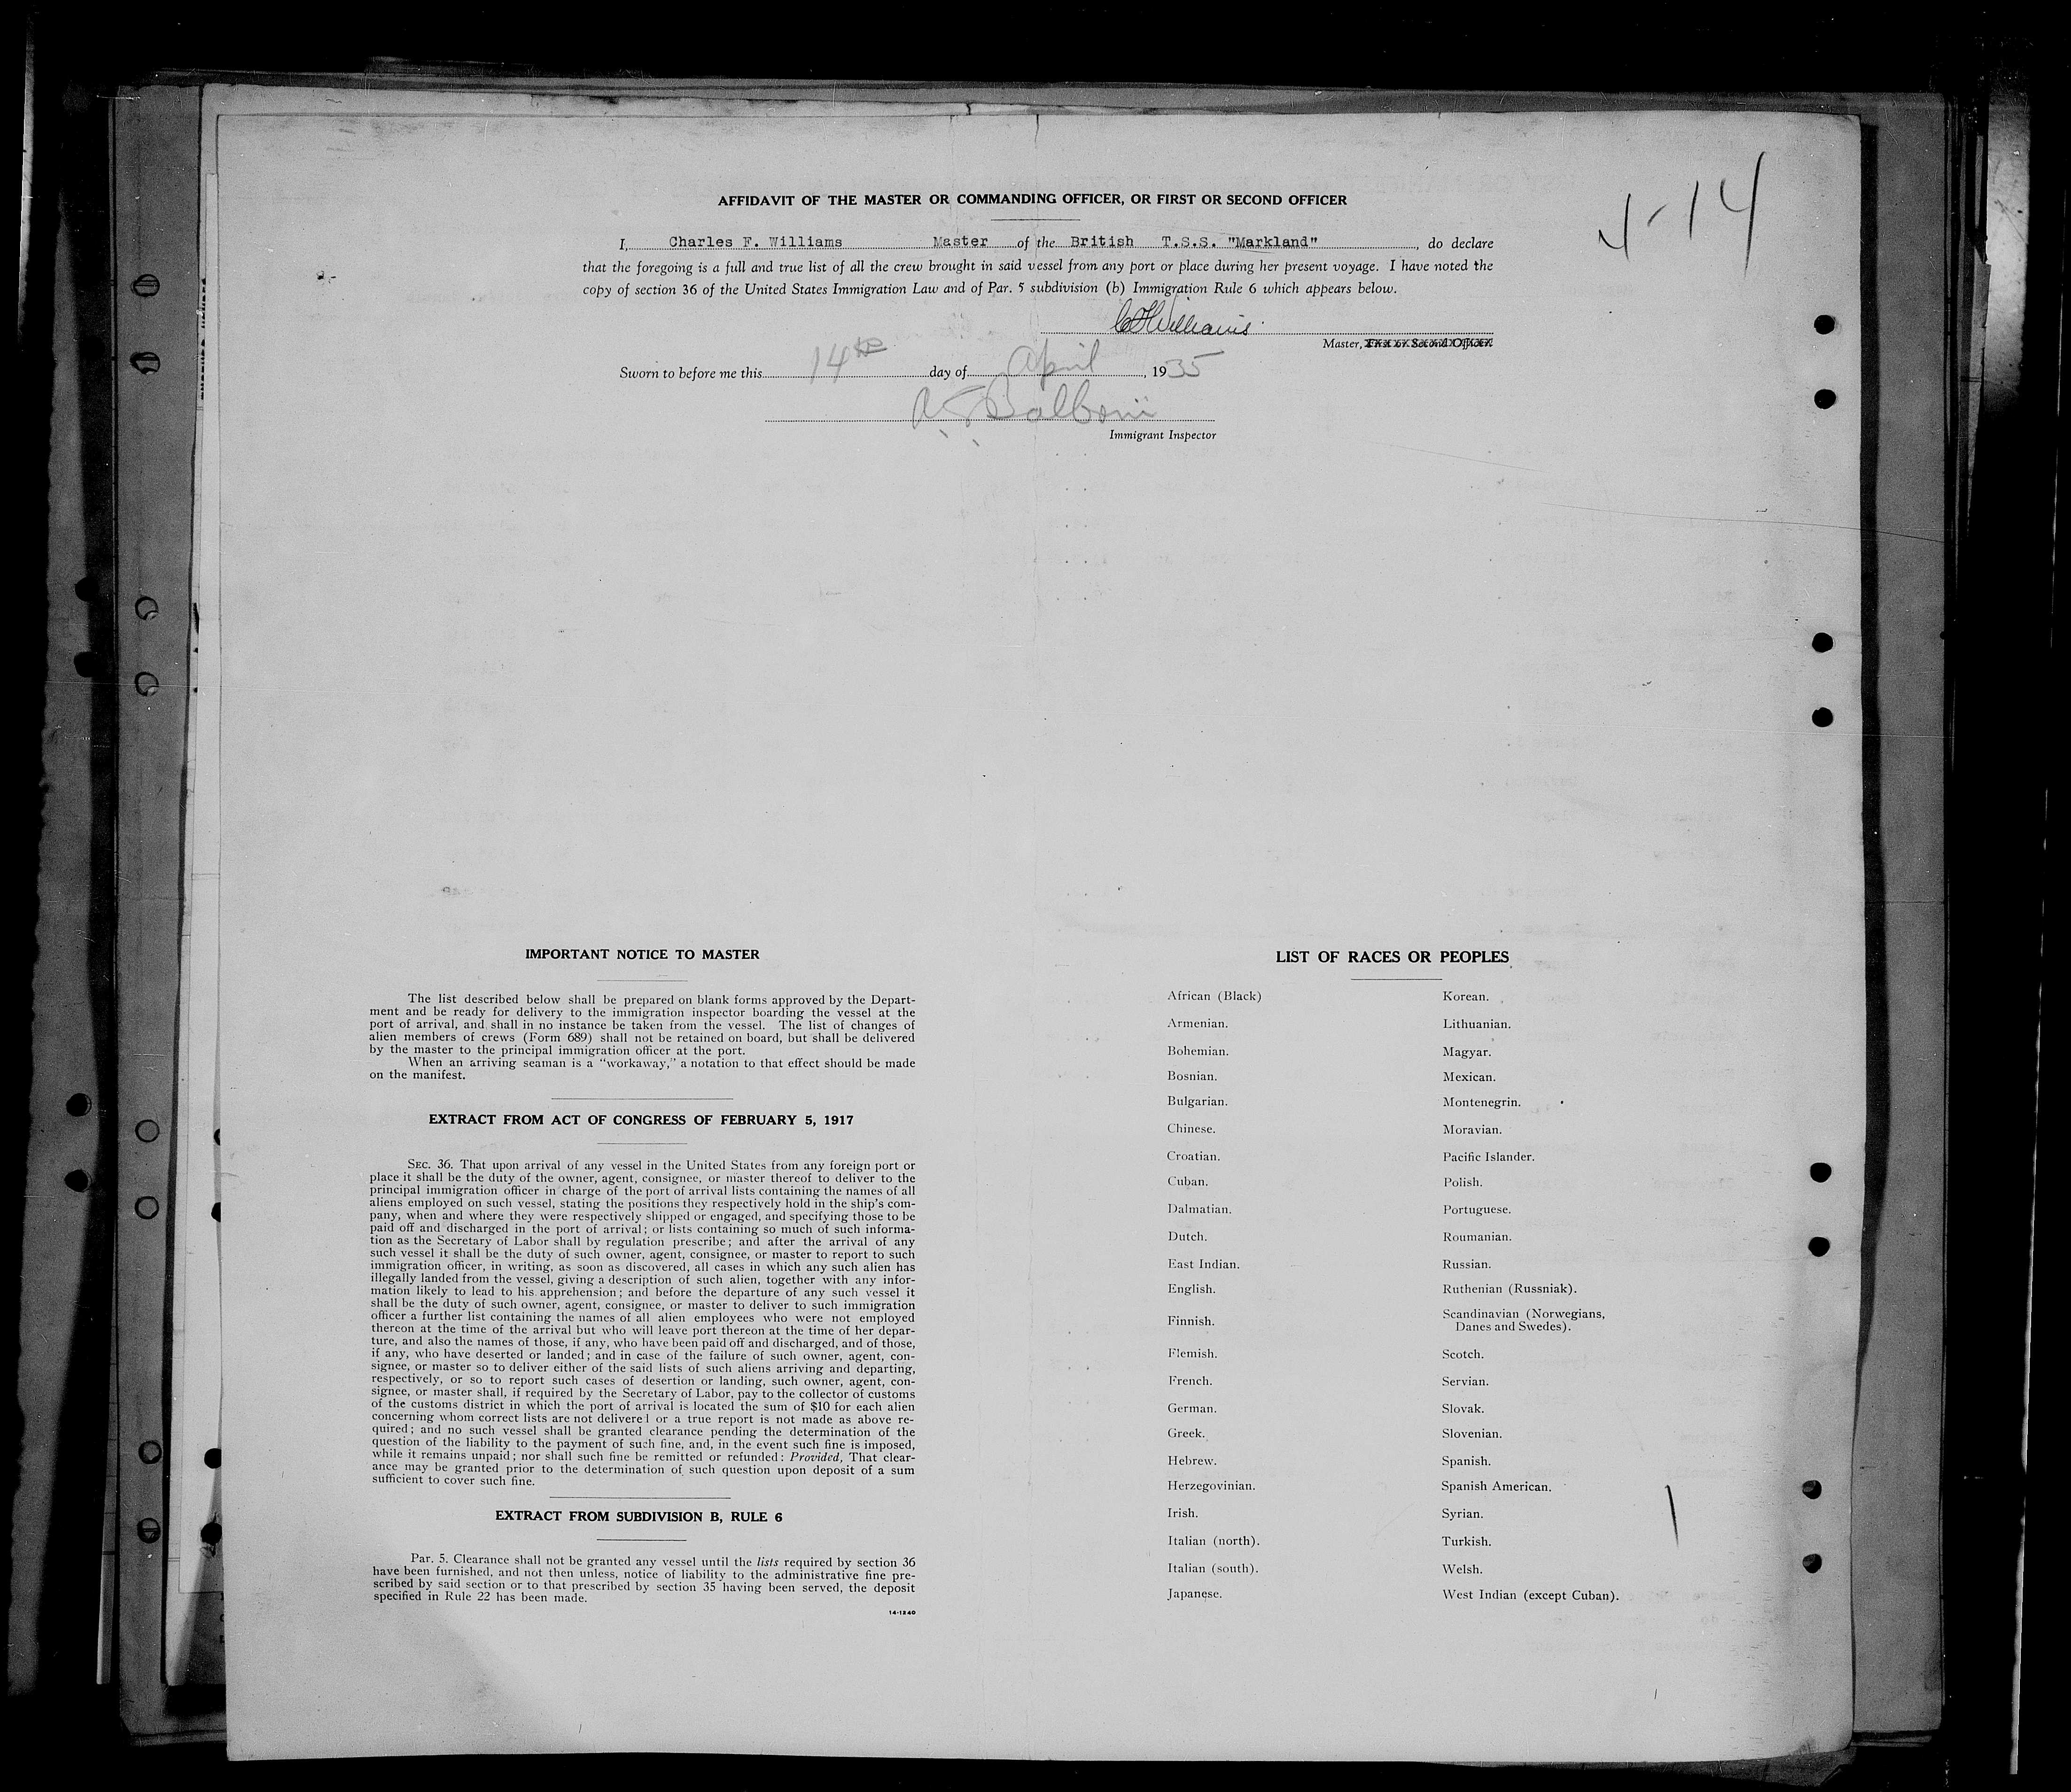 4-14
AFFIDAVIT OF THE MASTER OR COMMANDING OFFICER, OR FIRST OR SECOND OFFICER
I, Charles F. Williams Master of the British T.S.S. "Markland", do declare
that the foregoing is a full and true list of all the crew brought in said vessel from any port or place during her present voyage. I have noted the
copy of section 36 of the United States Immigration Law and of Par. 5 subdivision (b) Immigration Rule 6 which appears below.
C F Williams
Master, First or Second Officer.
Sworn to before me this 14th day of April, 1935
A F Balboni
Immigrant Inspector
IMPORTANT NOTICE TO MASTER
The list described below shall be prepared on blank forms approved by the Depart-
ment and be ready for delivery to the immigration inspector boarding the vessel at the
port of arrival, and shall in no instance be taken from the vessel. The list of changes of
alien members of crews (Form 689) shall not be retained on board, but shall be delivered
by the master to the principal immigration officer at the port.
When an arriving seaman is a "workaway," a notation to that effect should be made
on the manifest.
EXTRACT FROM ACT OF CONGRESS OF FEBRUARY 5, 1917
SEC. 36. That upon arrival of any vessel in the United States from any foreign port or
place it shall be the duty of the owner, agent, consignee, or master thereof to deliver to the
principal immigration officer in charge of the port of arrival lists containing the names of all
aliens employed on such vessel, stating the positions they respectively hold in the ship's com-
pany, when and where they were respectively shipped or engaged, and specifying those to be
paid off and discharged in the port of arrival; or lists containing so much of such informa-
tion as the Secretary of Labor shall by regulation prescribe; and after the arrival of any
such vessel it shall be the duty of such owner, agent, consignee, or master to report to such
immigration officer, in writing, as soon as discovered, all cases in which any such alien has
illegally landed from the vessel, giving a description of such alien, together with any infor-
mation likely to lead to his apprehension; and before the departure of any such vessel it
shall be the duty of such owner, agent, consignee, or master to deliver to such immigration
officer a further list containing the names of all alien employees who were not employed
thereon at the time of the arrival but who will leave port thereon at the time of her depar-
ture, and also the names of those, if any, who have been paid off and discharged, and of those,
if any, who have deserted or landed; and in case of the failure of such owner, agent, con-
signee, or master so to deliver either of the said lists of such aliens arriving and departing,
respectively, or so to report such cases of desertion or landing, such owner, agent, con-
signee, or master shall, if required by the Secretary of Labor, pay to the collector of customs
of the customs district in which the port of arrival is located the sum of $10 for each alien
concerning whom correct lists are not delivered or a true report is not made as above re-
quired; and no such vessel shall be granted clearance pending the determination of the
question of the liability to the payment of such fine, and, in the event such fine is imposed,
while it remains unpaid; nor shall such fine be remitted or refunded: Provided, That clear-
ance may be granted prior to the determination of such question upon deposit of a sum
sufficient to cover such fine.
EXTRACT FROM SUBDIVISION B, RULE 6
Par. 5. Clearance shall not be granted any vessel until the lists required by section 36
have been furnished, and not then unless, notice of liability to the administrative fine pre-
scribed by said section or to that prescribed by section 35 having been served, the deposit
specified in Rule 22 has been made.
14-1240
LIST OF RACES OR PEOPLES
African (Black)
Armenian.
Bohemian.
Bosnian.
Bulgarian.
Chinese.
Croatian.
Cuban.
Dalmatian.
Dutch.
East Indian.
English.
Finnish.
Flemish.
French.
German.
Greek.
Hebrew.
Herzegovinian.
Irish.
Italian (north).
Italian (south).
Japanese.
Korean.
Lithuanian.
Magyar.
Mexican.
Montenegrin.
Moravian.
Pacific Islander.
Polish.
Portuguese.
Roumanian.
Russian.
Ruthenian (Russniak).
Scandinavian (Norwegians,
Danes and Swedes).
Scotch.
Servian.
Slovak.
Slovenian.
Spanish.
Spanish American.
Syrian.
Turkish.
Welsh.
West Indian (except Cuban).